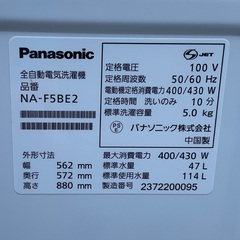 Panasonic
全自動電気洗濯機
品番
NA-F5BE2
S JET
定格電圧 100 V
定格周波数 50/60 Hz
電動機定格消費電力 400/430 W
定格時間 洗いのみ 10 分
標準洗濯容量 5.0 kg
PS E パナソニック株式会社
中国製
外形寸法
幅 562 mm
奥行 572 mm
高さ 880 mm
最大消費電力 400/430 W
標準水量 47 L
標準使用水量 114 L
製造番号 2372200095